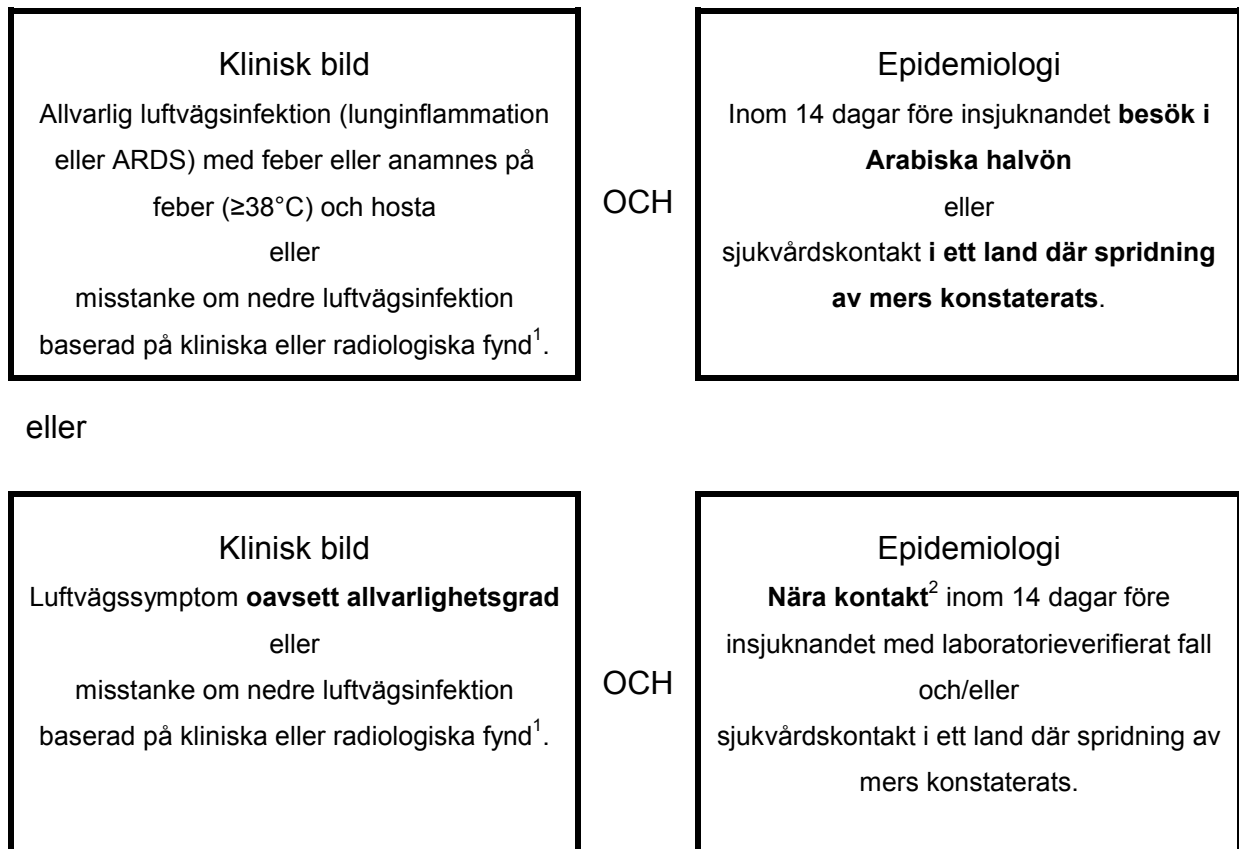 Klinisk bild
Allvarlig luftvägsinfektion (lunginflammation
eller ARDS) med feber eller anamnes på
feber (≥38°C) och hosta
eller
misstanke om nedre luftvägsinfektion
baserad på kliniska eller radiologiska fynd¹.
OCH
Epidemiologi
Inom 14 dagar före insjuknandet besök i
Arabiska halvön
eller
sjukvårdskontakt i ett land där spridning
av mers konstaterats.
eller
Klinisk bild
Luftvägssymptom oavsett allvarlighetsgrad
eller
misstanke om nedre luftvägsinfektion
baserad på kliniska eller radiologiska fynd¹.
OCH
Epidemiologi
Nära kontakt² inom 14 dagar före
insjuknandet med laboratorieverifierat fall
och/eller
sjukvårdskontakt i ett land där spridning av
mers konstaterats.